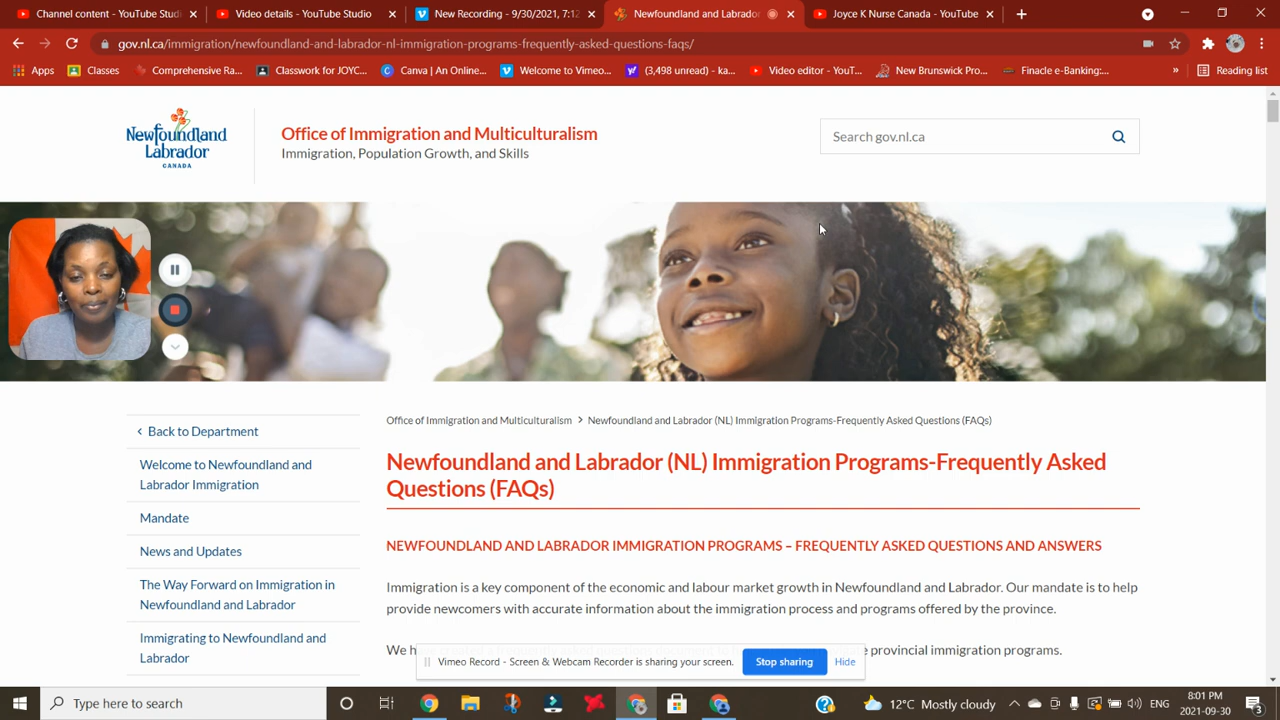 Channel content - YouTube Studi
Video details - YouTube Studio
New Recording - 9/30/2021, 7:12
Newfoundland and Labrador
Joyce K Nurse Canada - YouTube
gov.nl.ca/immigration/newfoundland-and-labrador-nl-immigration-programs-frequently-asked-questions-faqs/
Apps
Classes
Comprehensive Ra...
Classwork for JOYC...
Canva | An Online...
Welcome to Vimeo...
(3,498 unread) - ka...
Video editor - YouT...
New Brunswick Pro...
Finacle e-Banking:...
»
Reading list
Newfoundland
Labrador
CANADA
Office of Immigration and Multiculturalism
Immigration, Population Growth, and Skills
Search gov.nl.ca
Back to Department
Welcome to Newfoundland and
Labrador Immigration
Mandate
News and Updates
The Way Forward on Immigration in
Newfoundland and Labrador
Immigrating to Newfoundland and
Labrador
Office of Immigration and Multiculturalism > Newfoundland and Labrador (NL) Immigration Programs-Frequently Asked Questions (FAQs)
Newfoundland and Labrador (NL) Immigration Programs-Frequently Asked
Questions (FAQs)
NEWFOUNDLAND AND LABRADOR IMMIGRATION PROGRAMS – FREQUENTLY ASKED QUESTIONS AND ANSWERS
Immigration is a key component of the economic and labour market growth in Newfoundland and Labrador. Our mandate is to help
provide newcomers with accurate information about the immigration process and programs offered by the province.
We provincial immigration programs.
Vimeo Record - Screen & Webcam Recorder is sharing your screen.
Stop sharing
Hide
Type here to search
12°C Mostly cloudy
ENG
8:01 PM
2021-09-30
3